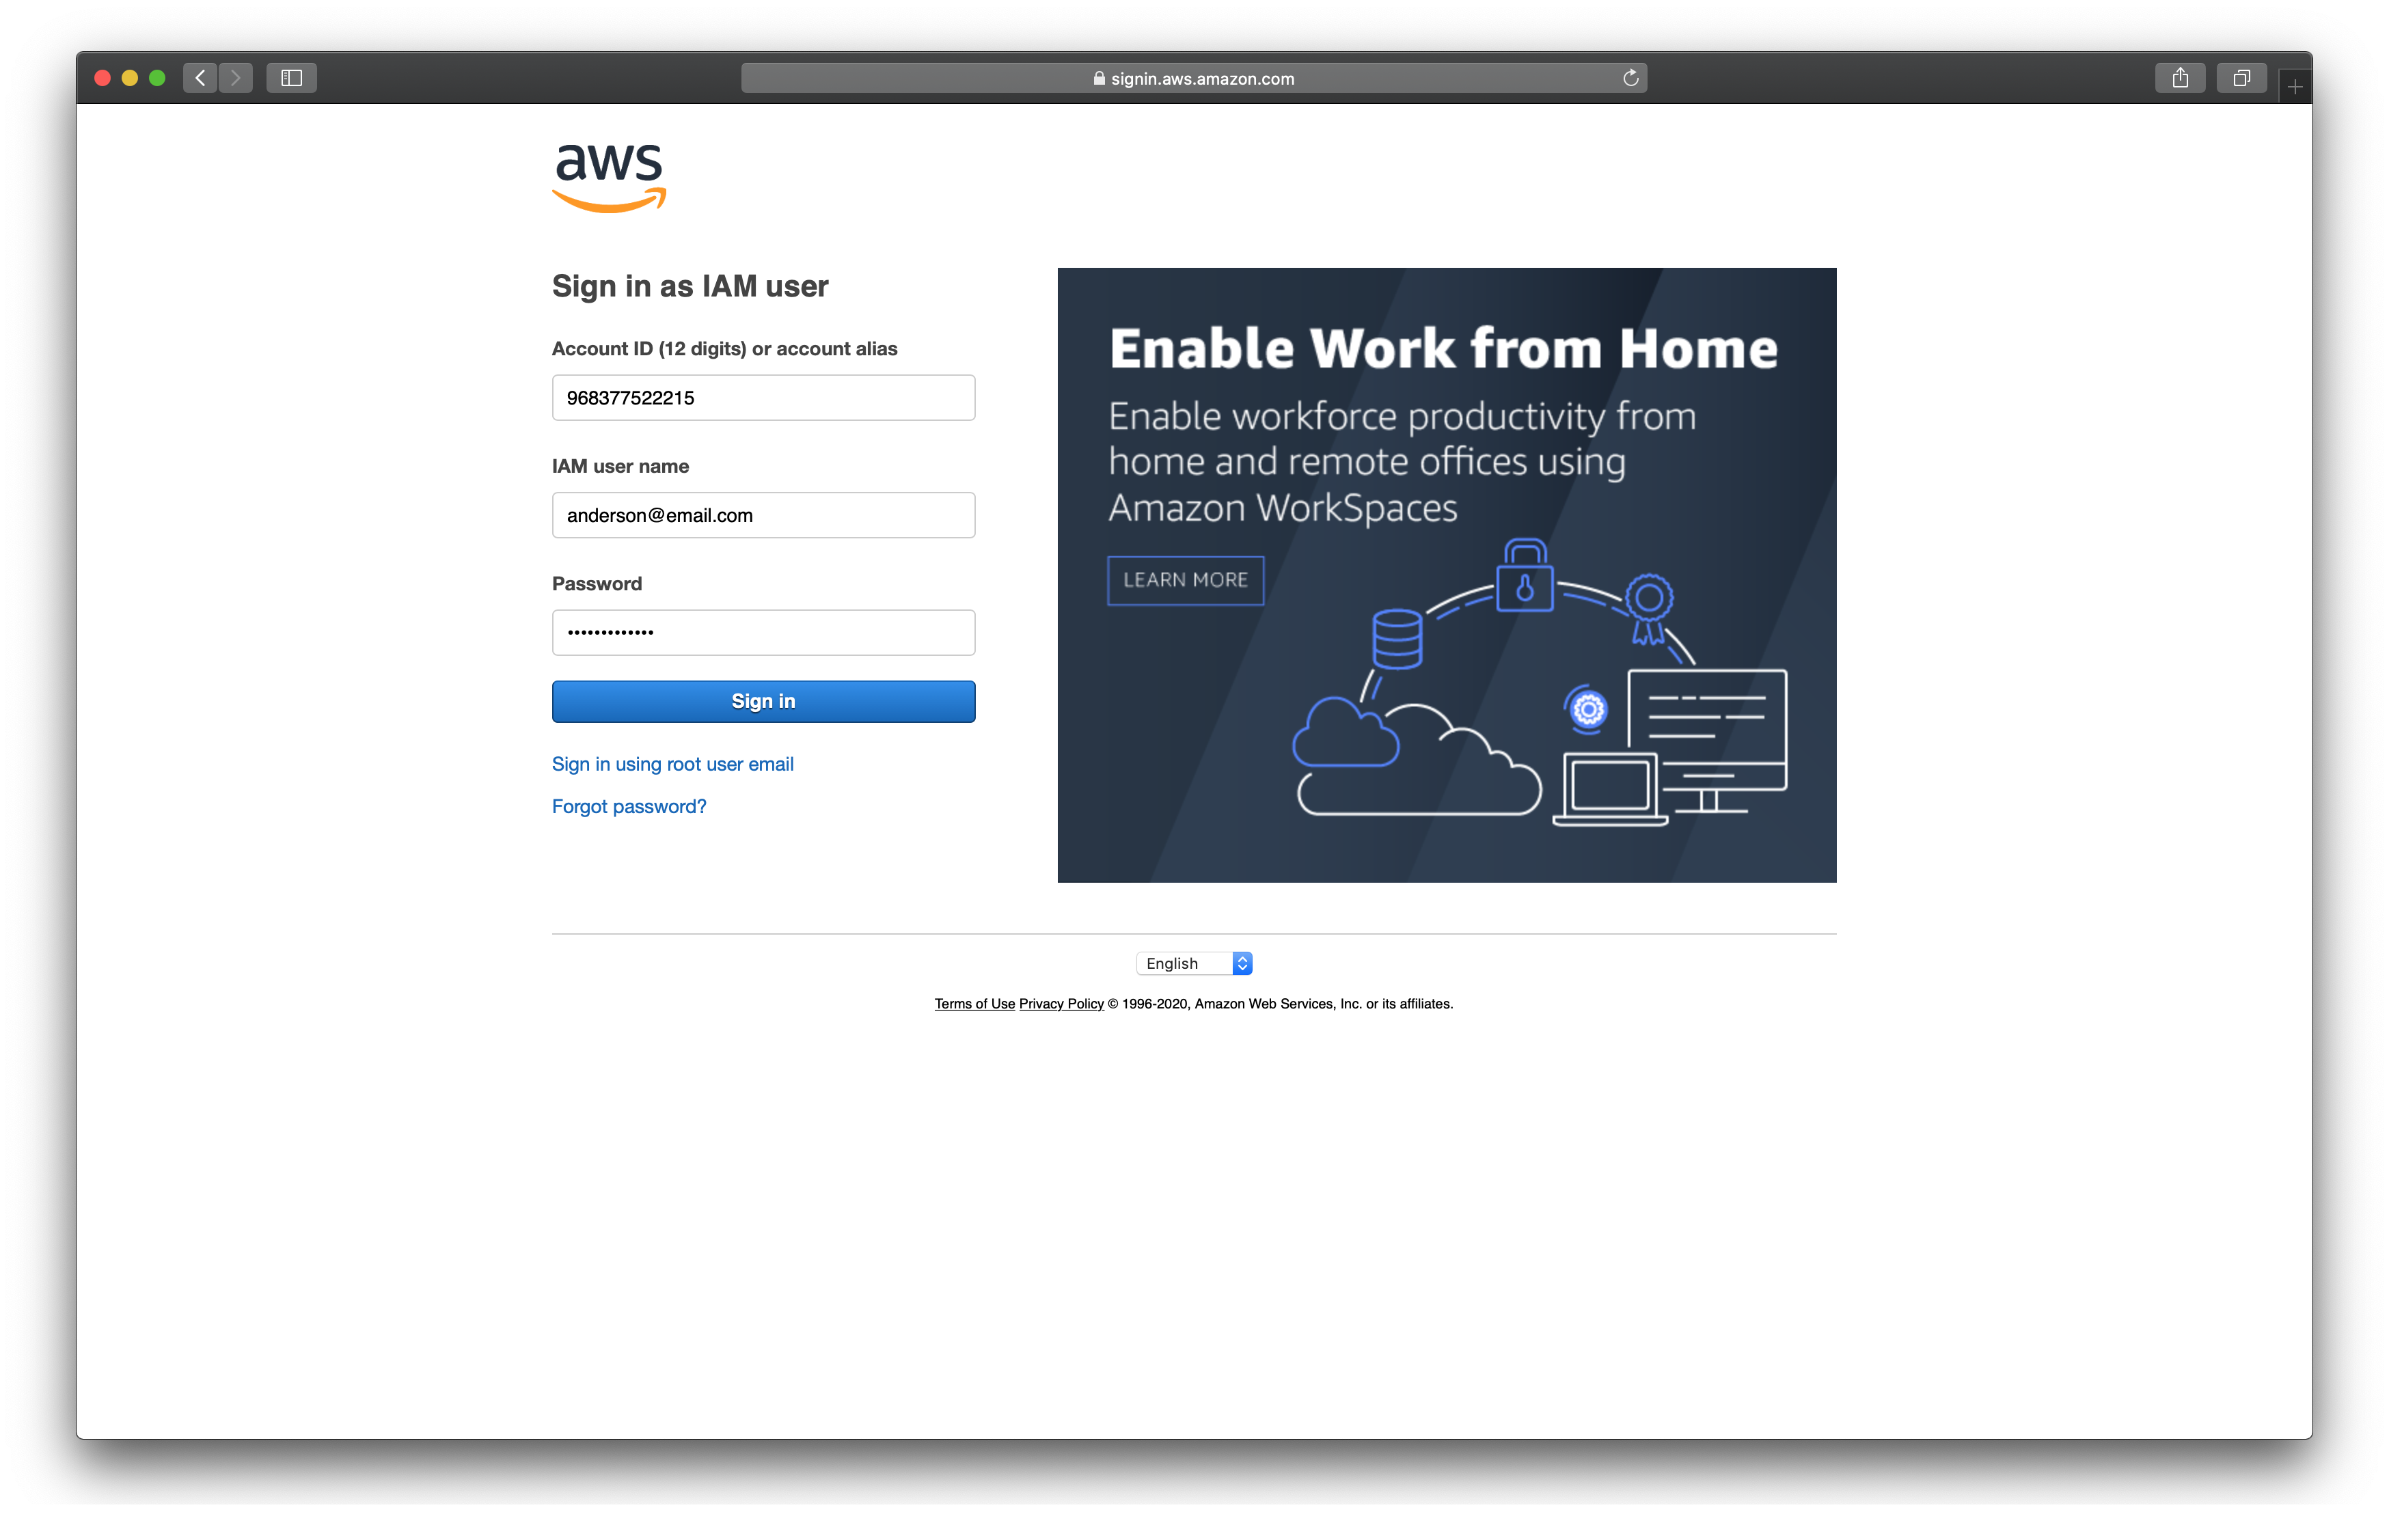 signin.aws.amazon.com
aws
Sign in as IAM user
Account ID (12 digits) or account alias
968377522215
IAM user name
anderson@email.com
Password
•••••••••••••
Sign in
Sign in using root user email
Forgot password?
Enable Work from Home
Enable workforce productivity from
home and remote offices using
Amazon WorkSpaces
LEARN MORE
English
Terms of Use Privacy Policy © 1996-2020, Amazon Web Services, Inc. or its affiliates.